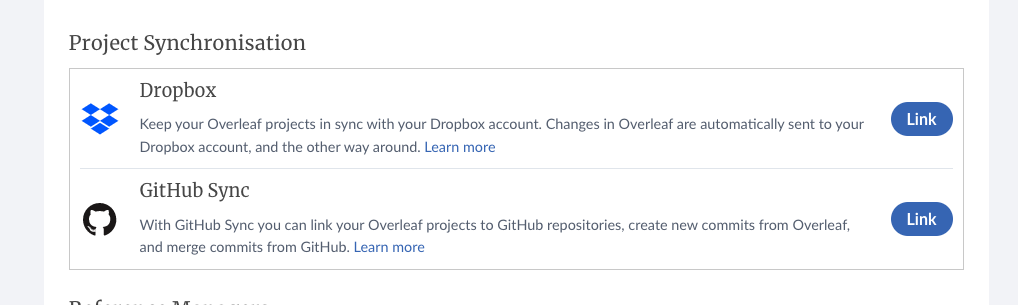 Project Synchronisation
Dropbox
Keep your Overleaf projects in sync with your Dropbox account. Changes in Overleaf are automatically sent to your
Dropbox account, and the other way around. Learn more
Link
GitHub Sync
With GitHub Sync you can link your Overleaf projects to GitHub repositories, create new commits from Overleaf,
and merge commits from GitHub. Learn more
Link